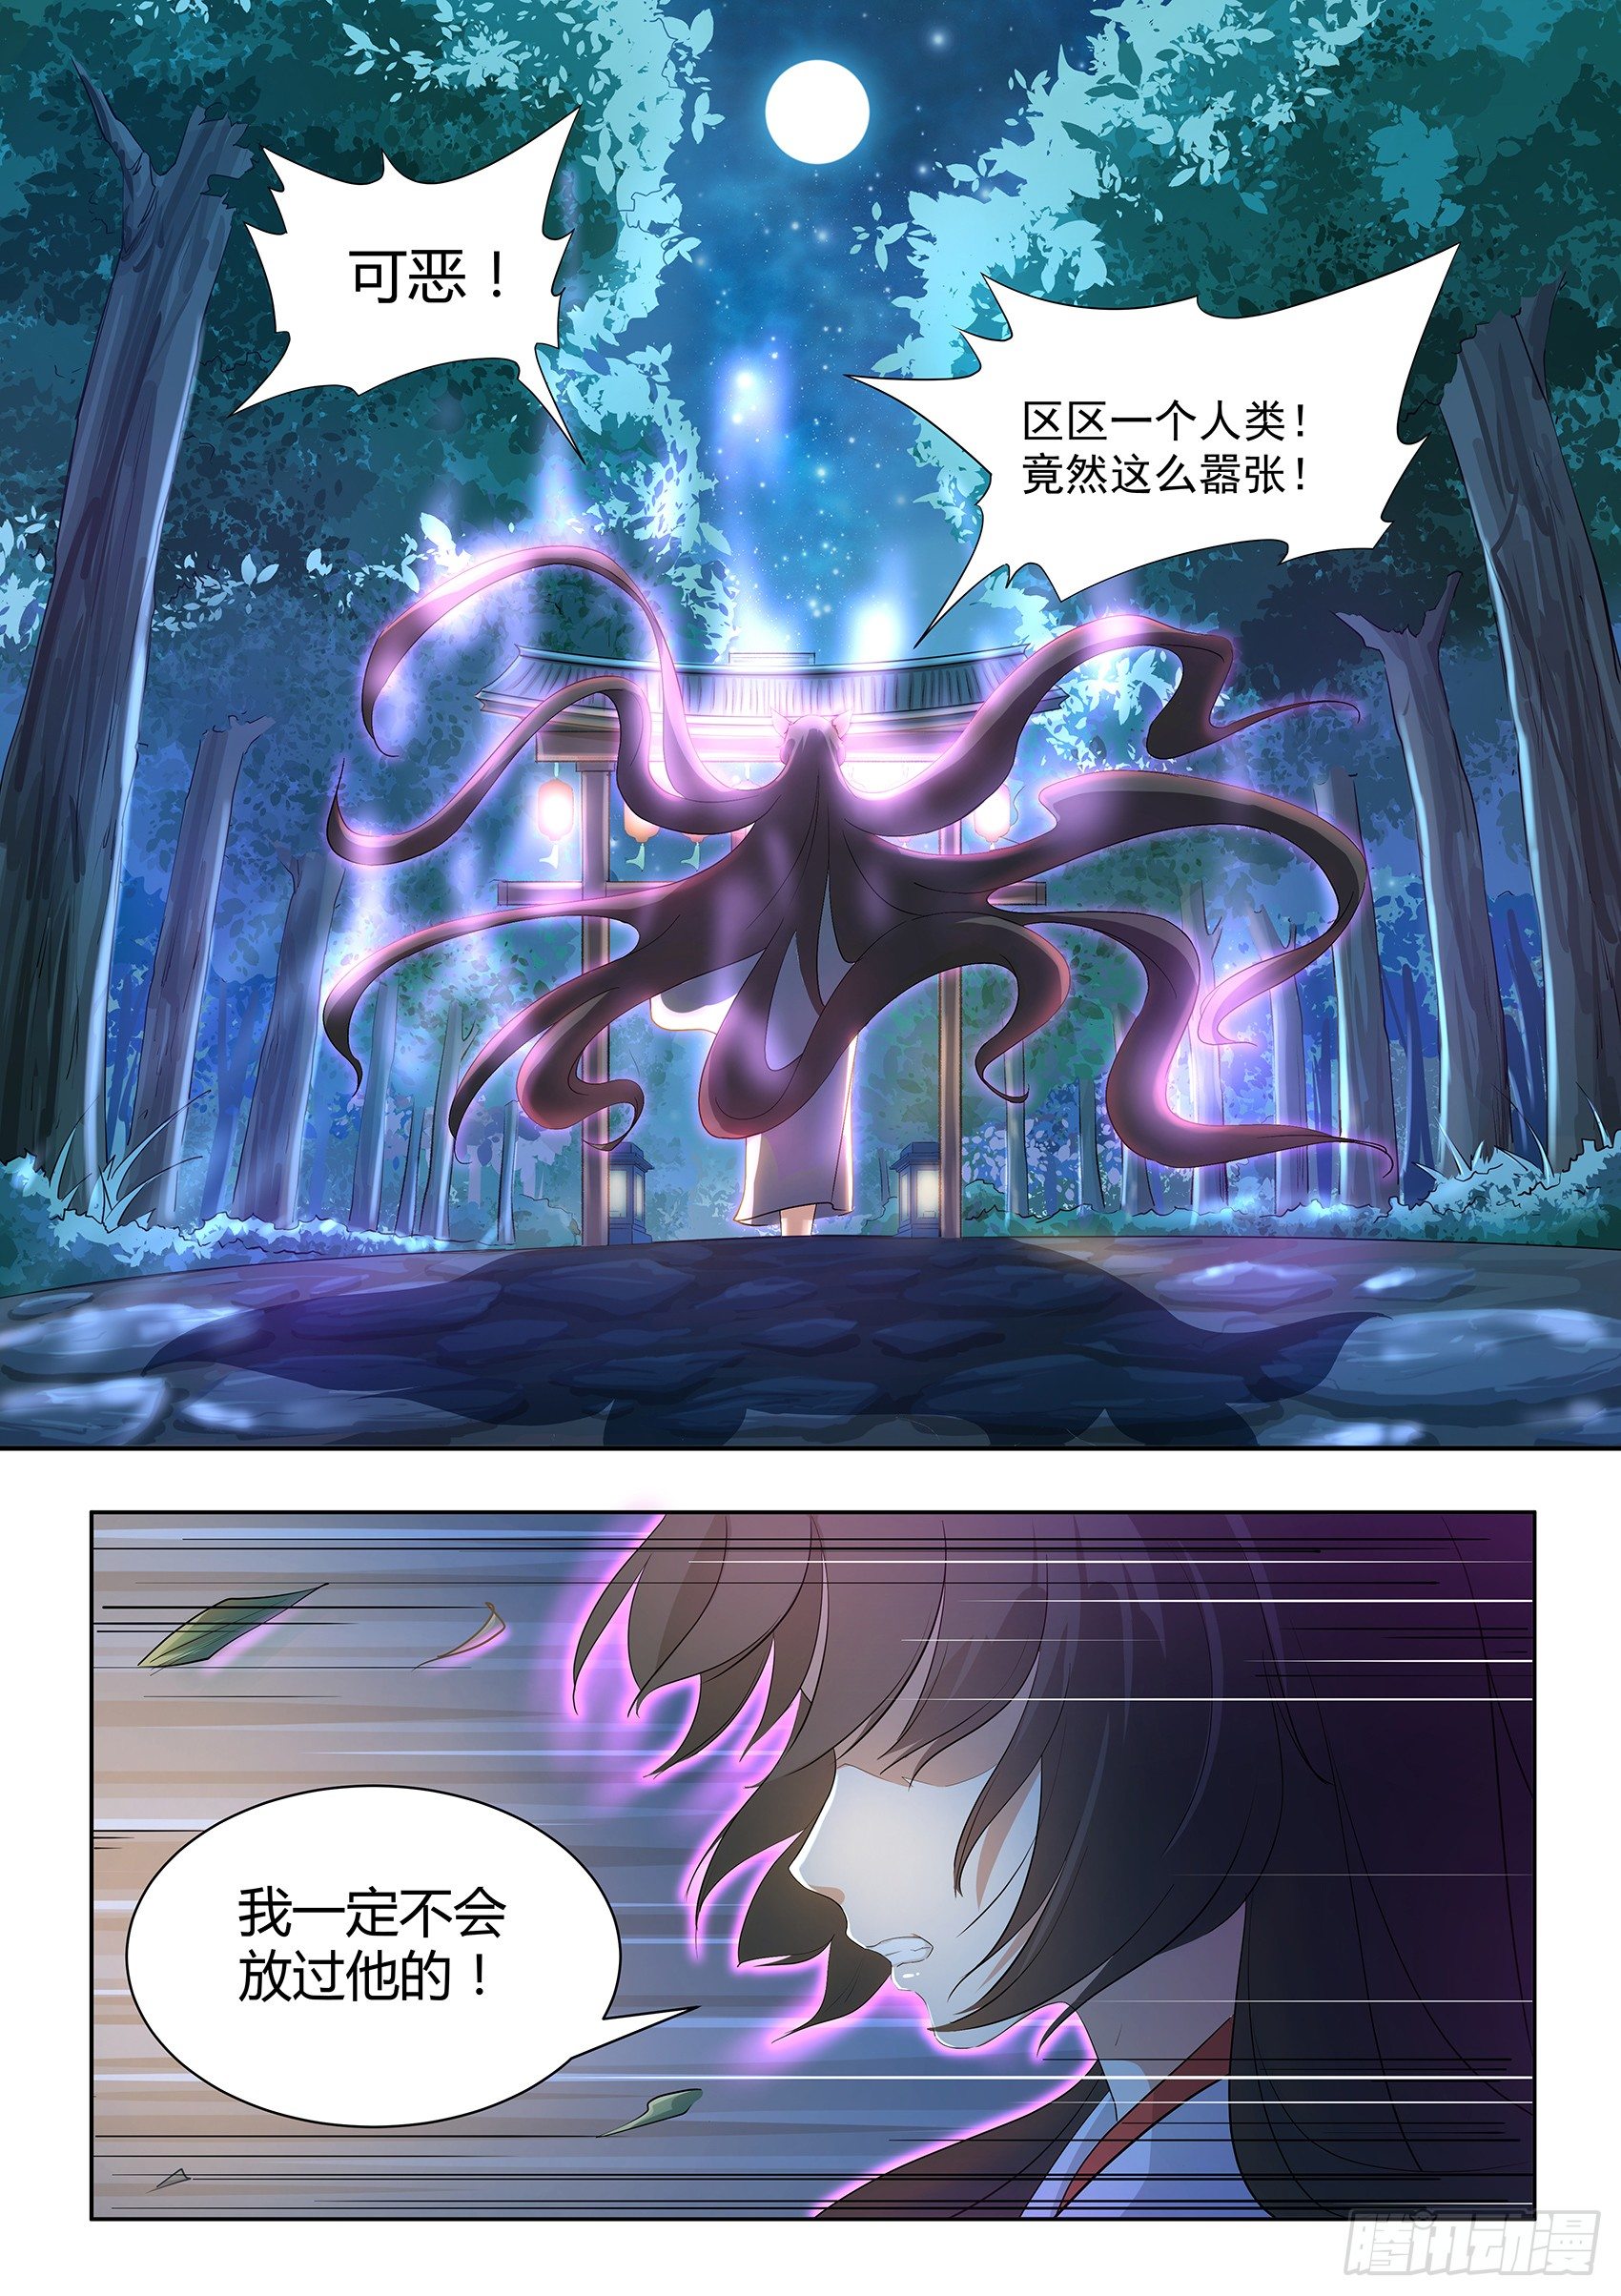 可恶！
区区一个人类！
竟然这么嚣张！
我一定不会
放过他的！
腾讯动漫